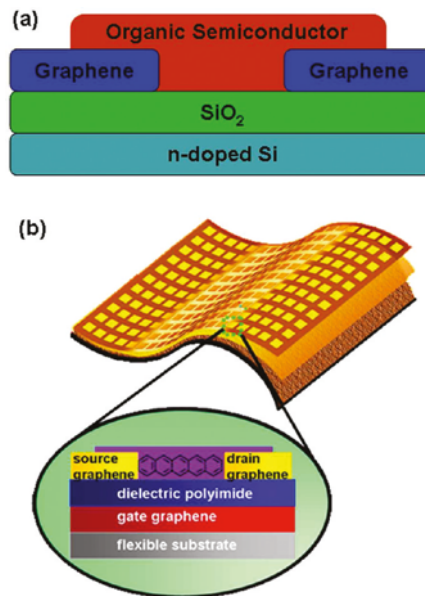 (a)
Organic Semiconductor
Graphene Graphene
SiO₂
n-doped Si
(b)
source drain
graphene graphene
dielectric polyimide
gate graphene
flexible substrate